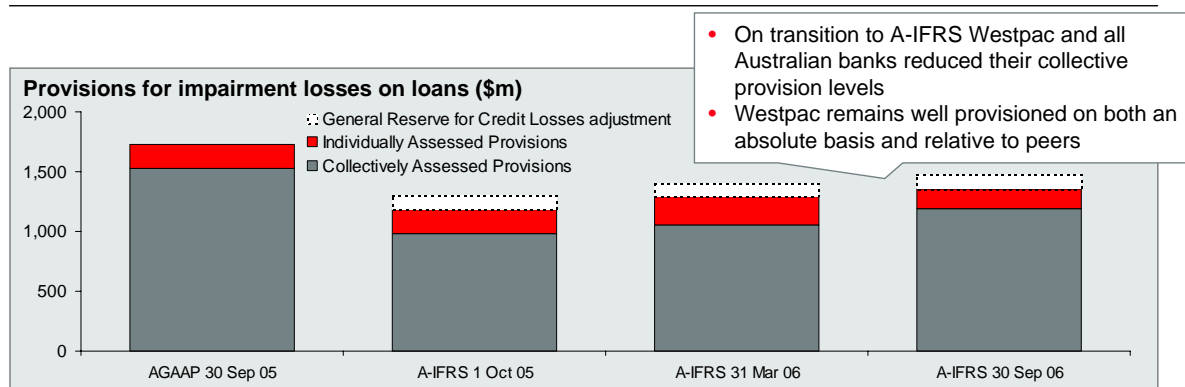 • On transition to A-IFRS Westpac and all
Australian banks reduced their collective
provision levels
• Westpac remains well provisioned on both an
absolute basis and relative to peers
Provisions for impairment losses on loans ($m)
General Reserve for Credit Losses adjustment
Individually Assessed Provisions
Collectively Assessed Provisions
2,000
1,500
1,000
500
0
AGAAP 30 Sep 05
A-IFRS 1 Oct 05
A-IFRS 31 Mar 06
A-IFRS 30 Sep 06